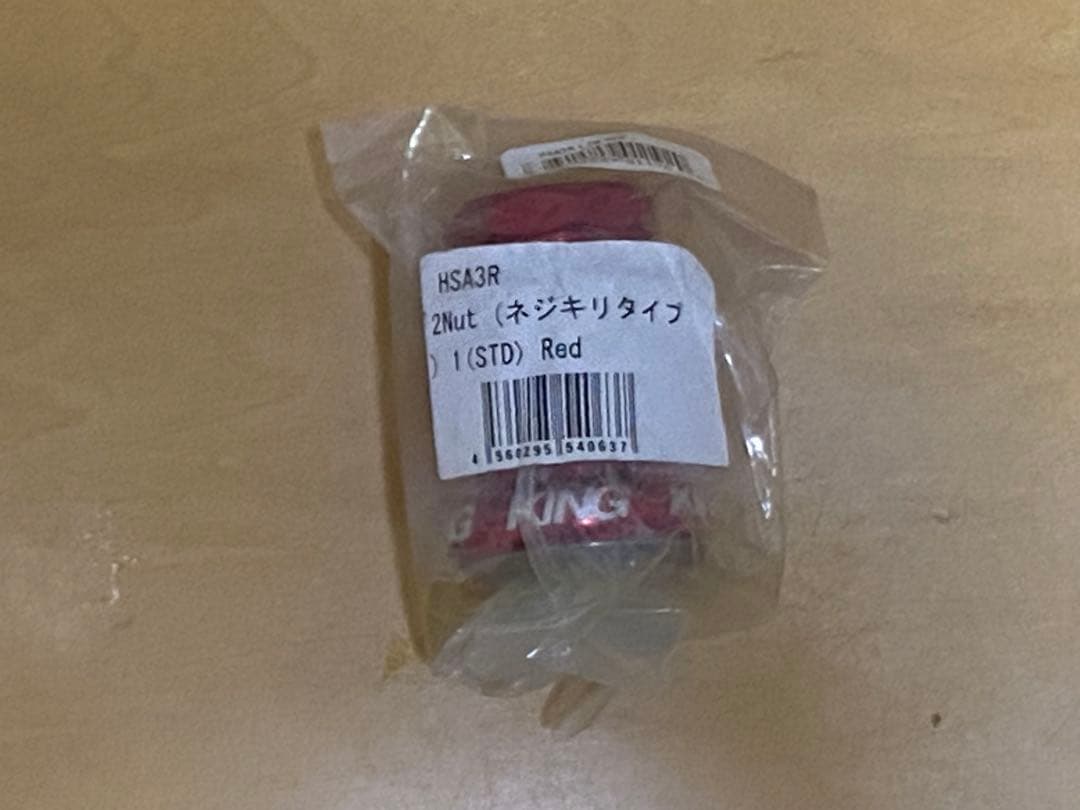 HSA3R
2Nut (ネジキリタイプ
) 1(STD) Red
4 560295 540637
KING